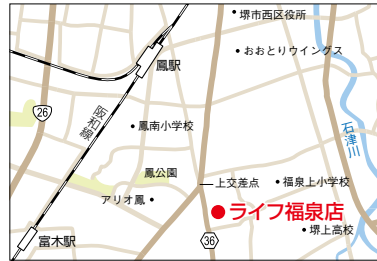 堺市西区役所
おおとりウイングス
鳳駅
26
阪和線
鳳南小学校
石津川
鳳公園
上交差点
福泉上小学校
アリオ鳳
ライフ福泉店
堺上高校
富木駅
36